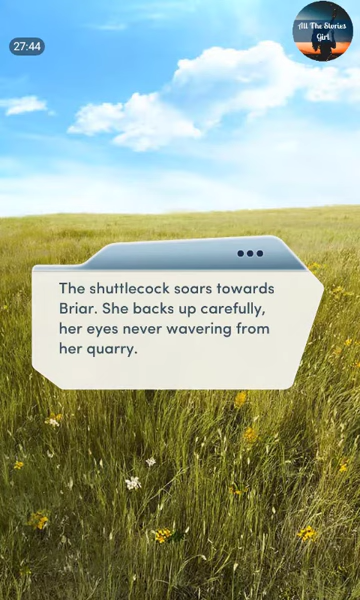 27:44
All The Stories
Girl
The shuttlecock soars towards
Briar. She backs up carefully,
her eyes never wavering from
her quarry.